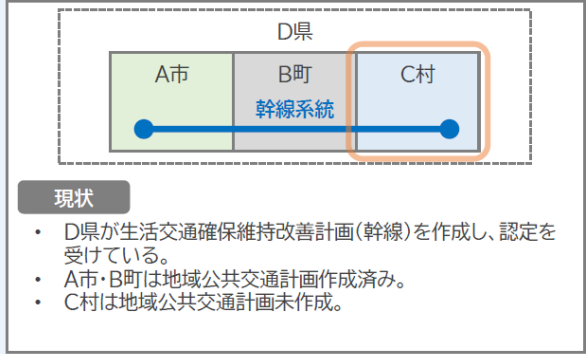 D県
A市
B町
C村
幹線系統
現状
・ D県が生活交通確保維持改善計画(幹線)を作成し、認定を
受けている。
・ A市・B町は地域公共交通計画作成済み。
・ C村は地域公共交通計画未作成。